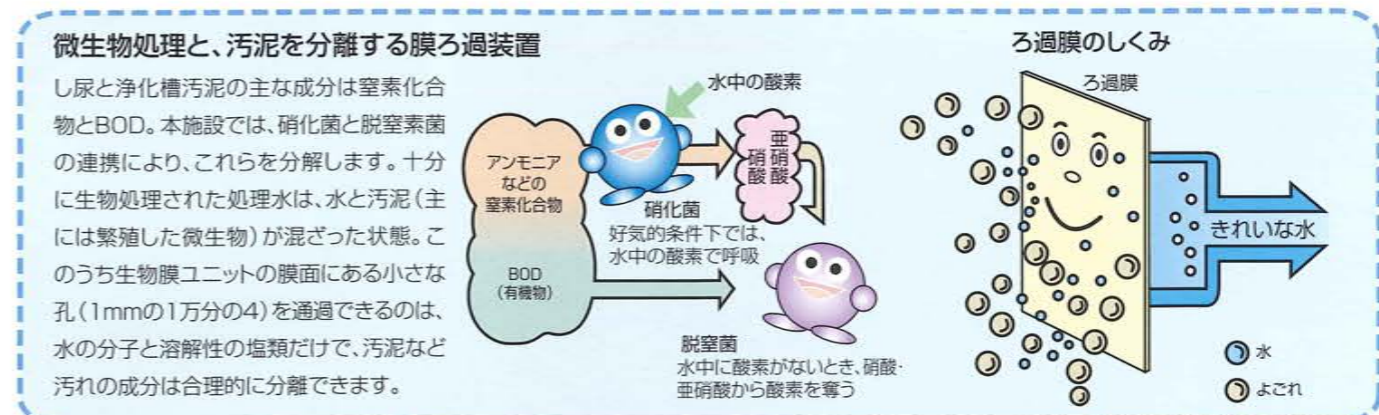 微生物処理と、汚泥を分離する膜ろ過装置
し尿と浄化槽汚泥の主な成分は窒素化合
物とBOD。本施設では、硝化菌と脱窒素菌
の連携により、これらを分解します。十分
に生物処理された処理水は、水と汚泥(主
には繁殖した微生物)が混ざった状態。こ
のうち生物膜ユニットの膜面にある小さな
孔(1mmの1万分の4)を通過できるのは、
水の分子と溶解性の塩類だけで、汚泥など
汚れの成分は合理的に分離できます。
水中の酸素
アンモニア
などの
窒素化合物
亜硝酸
硝酸
硝化菌
好気的条件下では、
水中の酸素で呼吸
BOD
(有機物)
脱窒菌
水中に酸素がないとき、硝酸・
亜硝酸から酸素を奪う
ろ過膜のしくみ
ろ過膜
きれいな水
水
よごれ